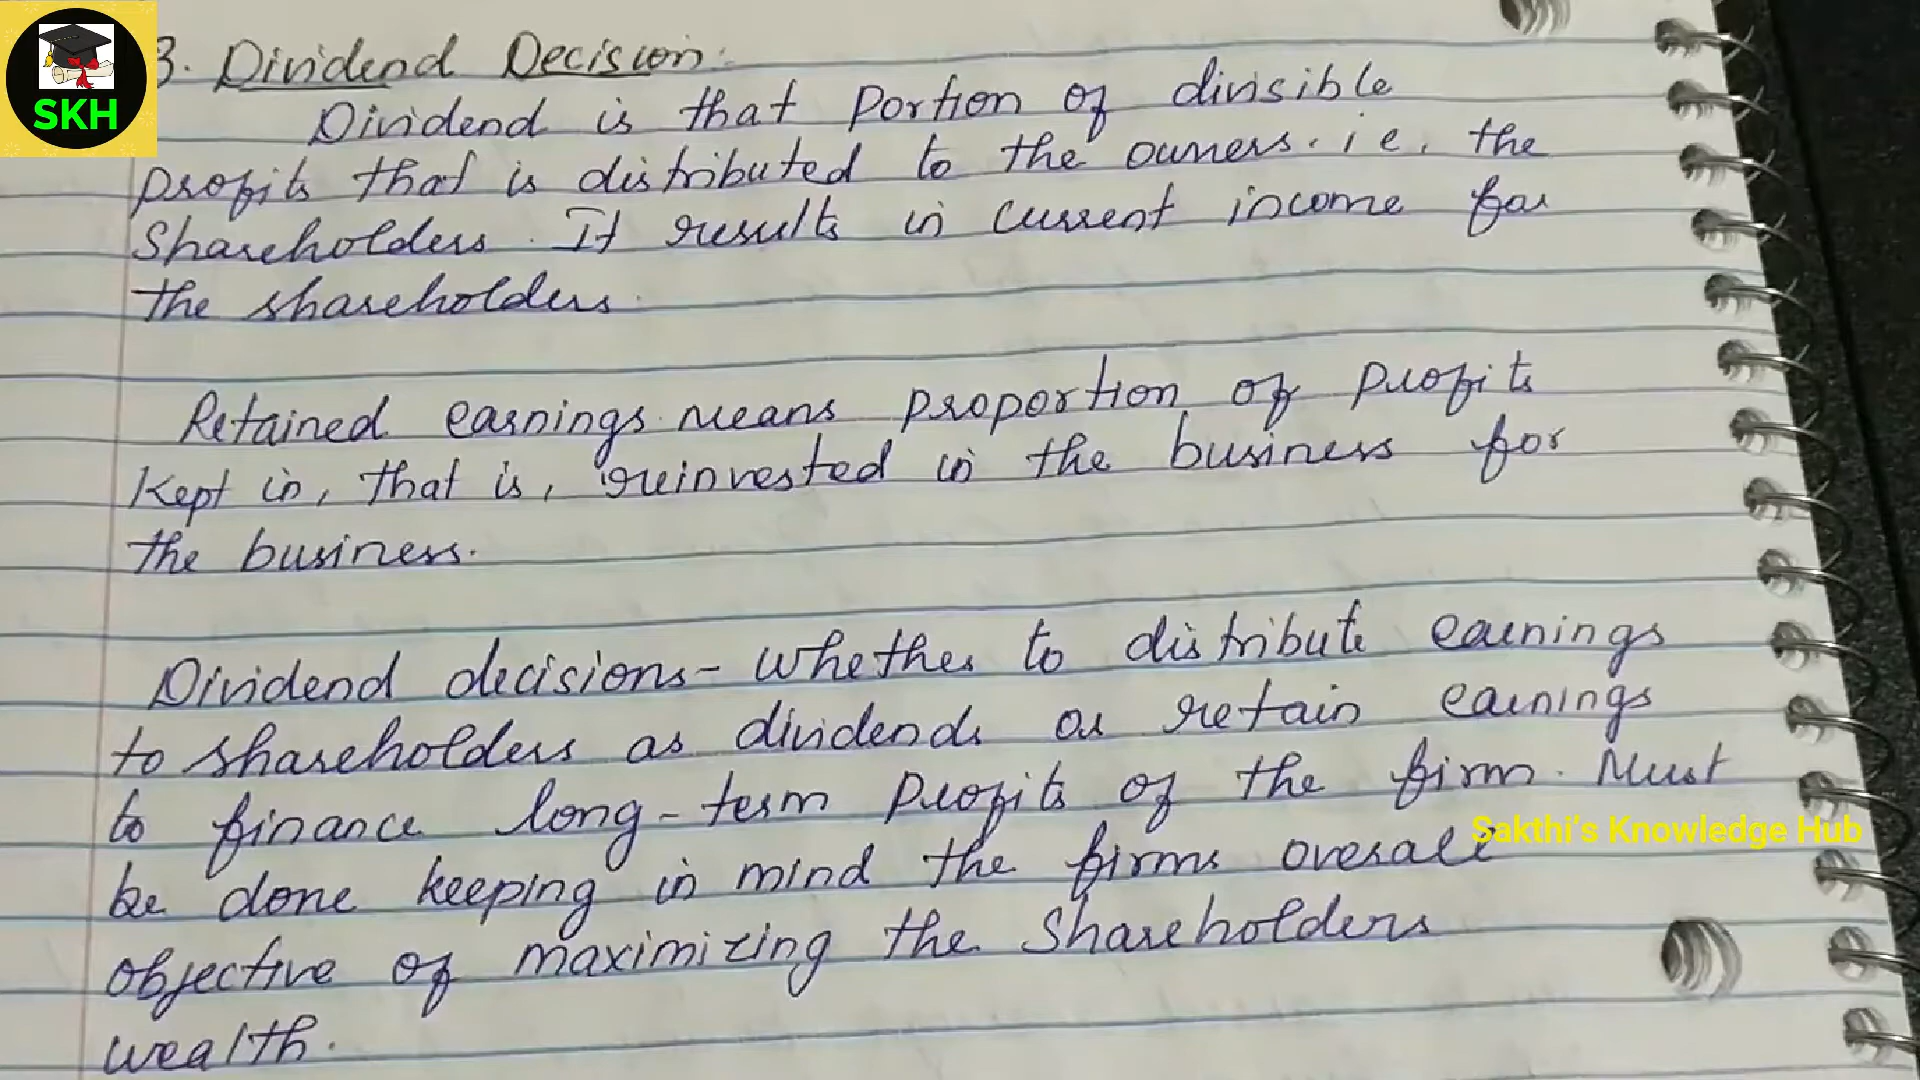 SKH
3. Dividend Decision:
Dividend is that portion of divisible
profits that is distributed to the owners. i.e. the
Shareholders. It results in current income for
the shareholders.
Retained earnings means proportion of profits
Kept in, that is, reinvested in the business for
the business.
Dividend decisions - Whether to distribute earnings
to shareholders as dividends or retain earnings
to finance long-term profits of the firm. Must
Sakthi's Knowledge Hub
be done keeping in mind the firms overall
objective of maximizing the Shareholders
wealth.